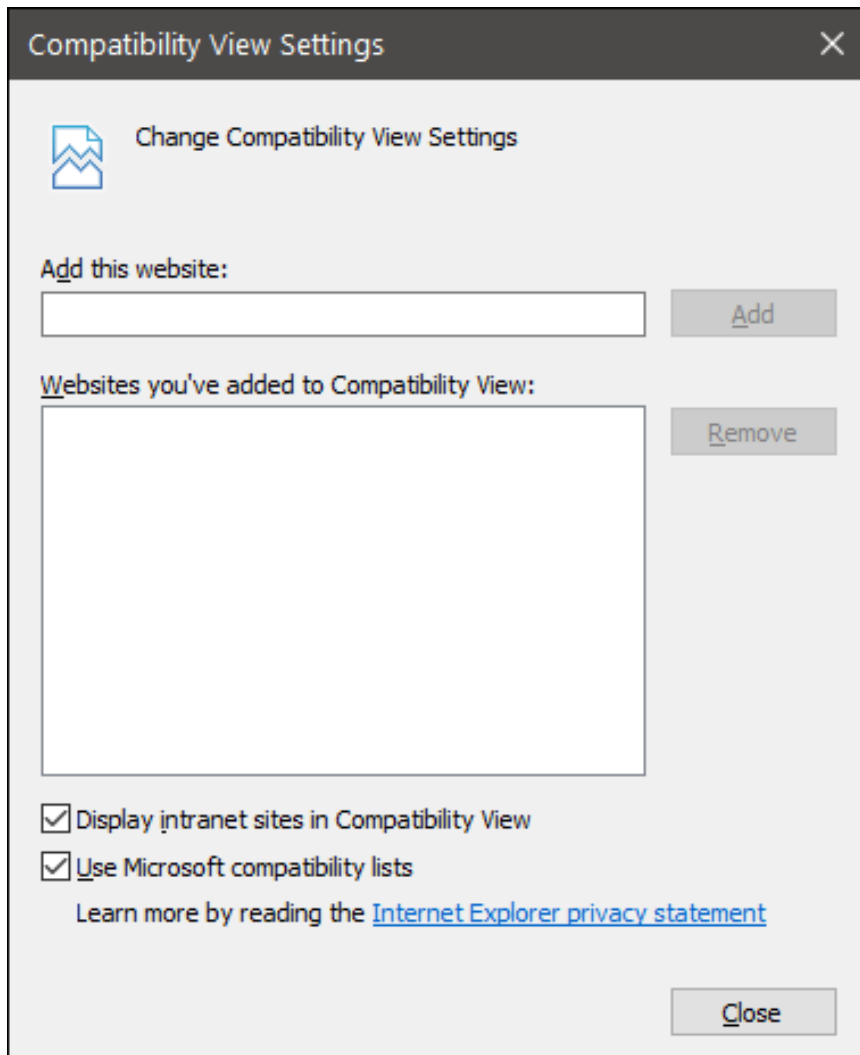 Compatibility View Settings
Change Compatibility View Settings
Add this website:
Add
Websites you've added to Compatibility View:
Remove
Display intranet sites in Compatibility View
Use Microsoft compatibility lists
Learn more by reading the Internet Explorer privacy statement
Close